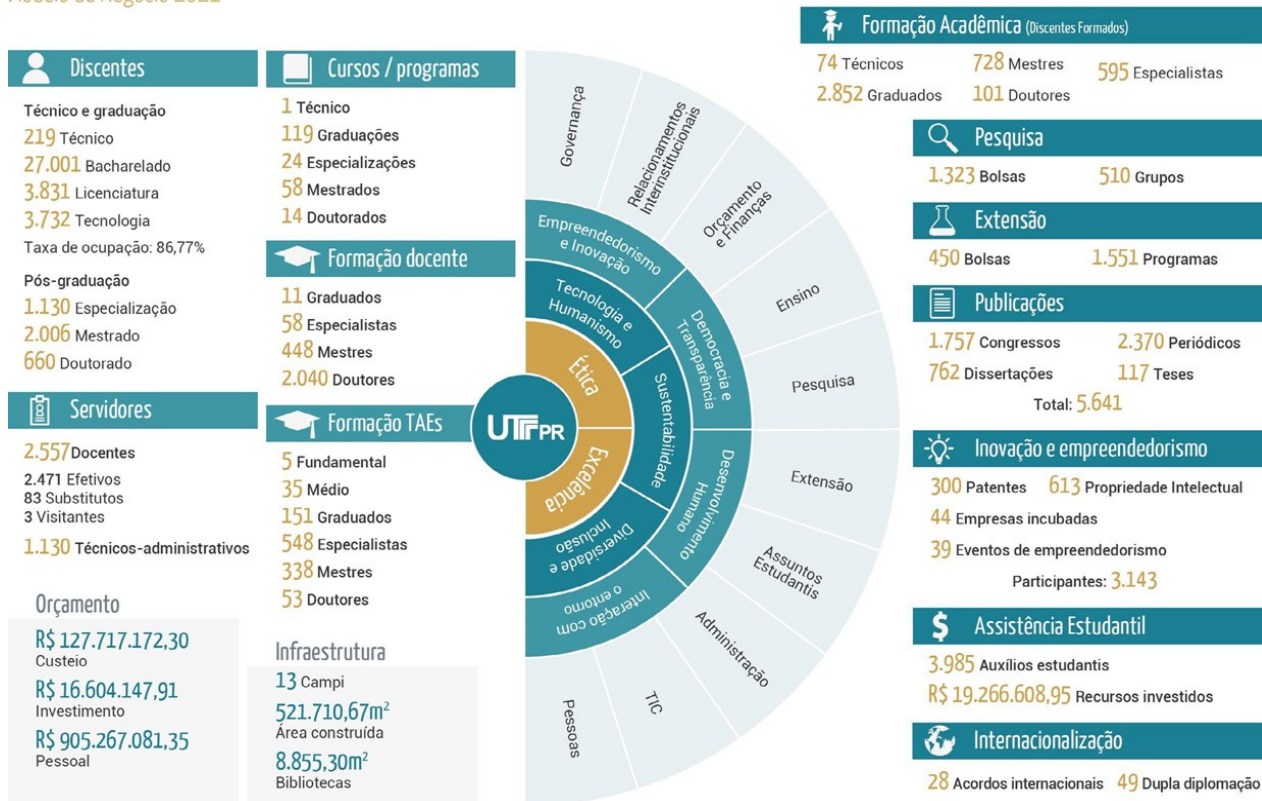 Modelo de Negócio 2021
Discentes
Técnico e graduação
219 Técnico
27.001 Bacharelado
3.831 Licenciatura
3.732 Tecnologia
Taxa de ocupação: 86,77%
Pós-graduação
1.130 Especialização
2.006 Mestrado
660 Doutorado
Servidores
2.557 Docentes
2.471 Efetivos
83 Substitutos
3 Visitantes
1.130 Técnicos-administrativos
Orçamento
R$ 127.717.172,30
Custeio
R$ 16.604.147,91
Investimento
R$ 905.267.081,35
Pessoal
Cursos / programas
1 Técnico
119 Graduações
24 Especializações
58 Mestrados
14 Doutorados
Formação docente
11 Graduados
58 Especialistas
448 Mestres
2.040 Doutores
Formação TAEs
5 Fundamental
35 Médio
151 Graduados
548 Especialistas
338 Mestres
53 Doutores
Infraestrutura
13 Campi
521.710,67m²
Área construída
8.855,30m²
Bibliotecas
UTFPR
Ética
Excelência
Tecnologia e
Humanismo
Sustentabilidade
Diversidade e
Inclusão
Empreendedorismo
e Inovação
Democracia e
Transparência
Desenvolvimento
Humano
Interação com
o entorno
Governança
Relacionamentos
Interinstitucionais
Orçamento
e Finanças
Ensino
Pesquisa
Extensão
Assuntos
Estudantis
Administração
TIC
Pessoas
Formação Acadêmica (Discentes Formados)
74 Técnicos
728 Mestres
595 Especialistas
2.852 Graduados
101 Doutores
Pesquisa
1.323 Bolsas
510 Grupos
Extensão
450 Bolsas
1.551 Programas
Publicações
1.757 Congressos
2.370 Periódicos
762 Dissertações
117 Teses
Total: 5.641
Inovação e empreendedorismo
300 Patentes
613 Propriedade Intelectual
44 Empresas incubadas
39 Eventos de empreendedorismo
Participantes: 3.143
Assistência Estudantil
3.985 Auxílios estudantis
R$ 19.266.608,95 Recursos investidos
Internacionalização
28 Acordos internacionais
49 Dupla diplomação